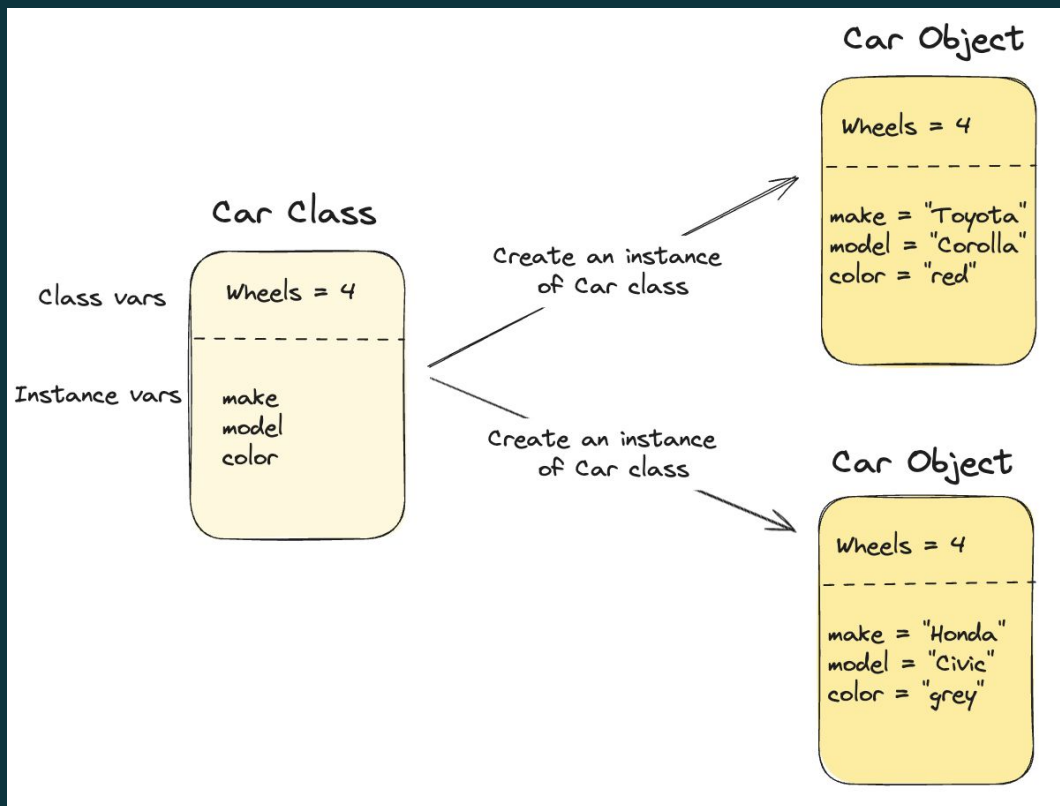 Car Class
Class vars
Wheels = 4
Instance vars
make
model
color
Create an instance
of Car class
Create an instance
of Car class
Car Object
Wheels = 4
make = "Toyota"
model = "Corolla"
color = "red"
Car Object
Wheels = 4
make = "Honda"
model = "Civic"
color = "grey"